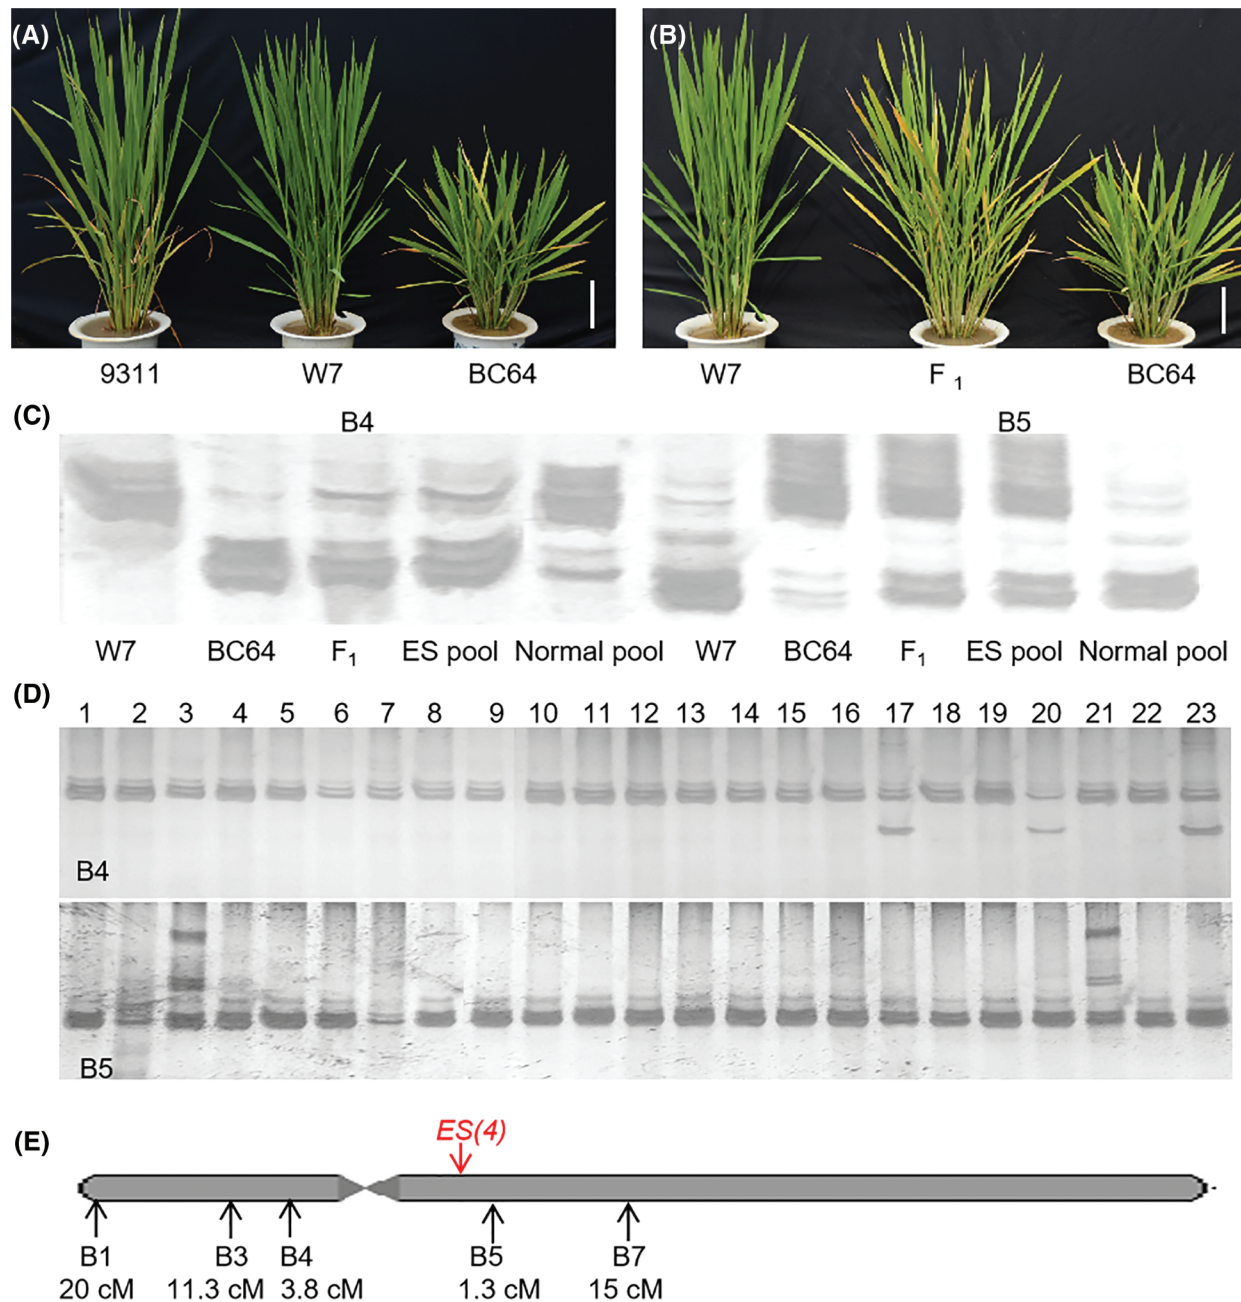 (A) (B)
9311 W7 BC64 W7 F1 BC64
(C)
B4 B5
W7 BC64 F1 ES pool Normal pool W7 BC64 F1 ES pool Normal pool
(D)
1 2 3 4 5 6 7 8 9 10 11 12 13 14 15 16 17 18 19 20 21 22 23
B4
B5
(E)
ES(4)
B1 B3 B4 B5 B7
20 cM 11.3 cM 3.8 cM 1.3 cM 15 cM